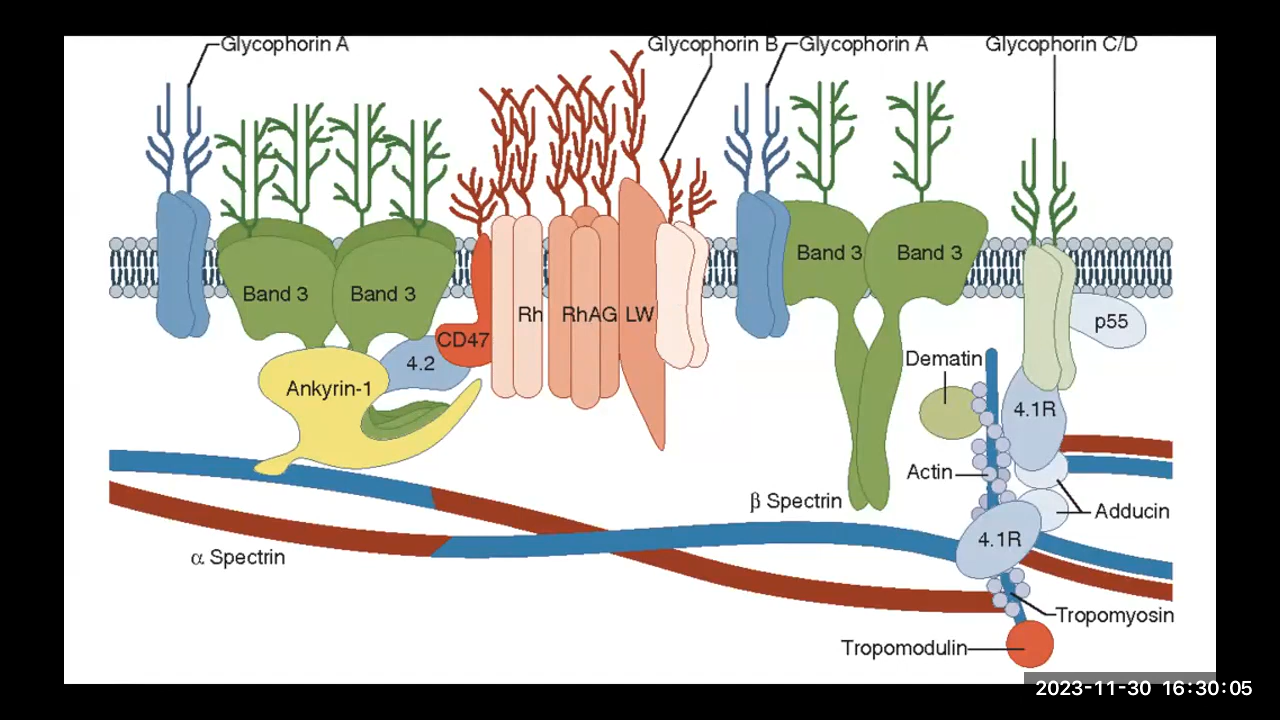 Glycophorin A
Glycophorin B
Glycophorin A
Glycophorin C/D
Band 3
Band 3
Band 3
Band 3
Rh
RhAG
LW
p55
CD47
4.2
Ankyrin-1
Dematin
4.1R
Actin
β Spectrin
Adducin
4.1R
α Spectrin
Tropomyosin
Tropomodulin
2023-11-30 16:30:05